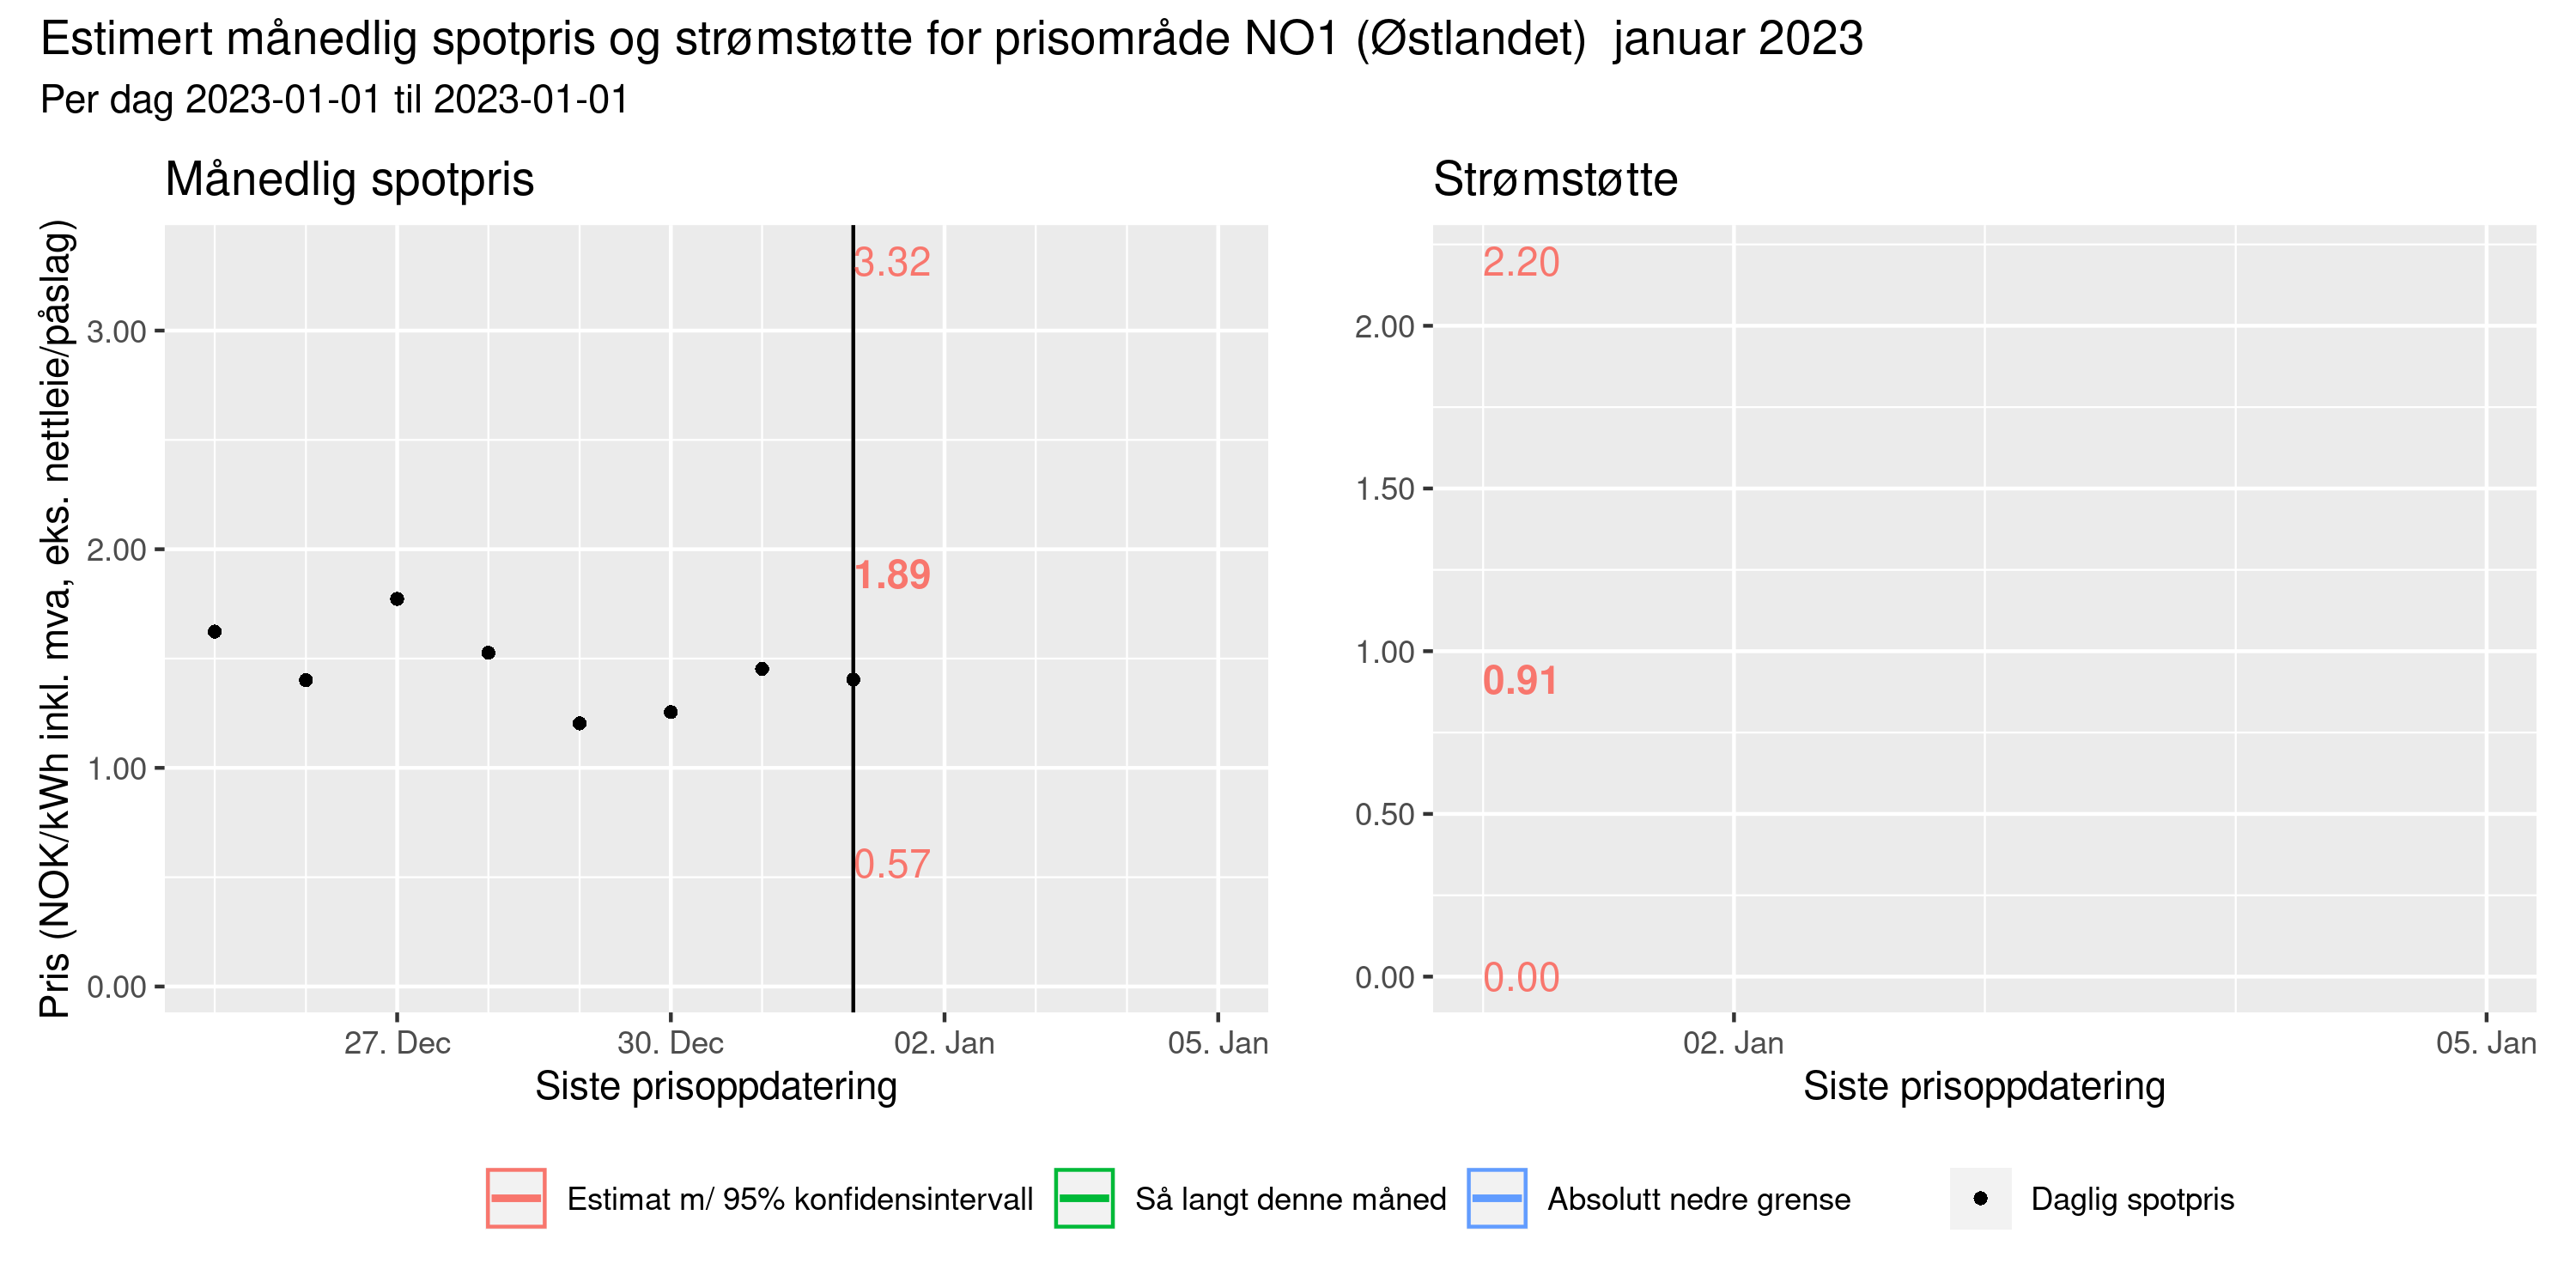 Estimert månedlig spotpris og strømstøtte for prisområde NO1 (Østlandet)  januar 2023
Per dag 2023-01-01 til 2023-01-01
Månedlig spotpris
Pris (NOK/kWh inkl. mva, eks. nettleie/påslag)
3.00
2.00
1.00
0.00
3.32
1.89
0.57
27. Dec
30. Dec
02. Jan
05. Jan
Siste prisoppdatering
Strømstøtte
2.00
1.50
1.00
0.50
0.00
2.20
0.91
0.00
02. Jan
05. Jan
Siste prisoppdatering
Estimat m/ 95% konfidensintervall
Så langt denne måned
Absolutt nedre grense
Daglig spotpris